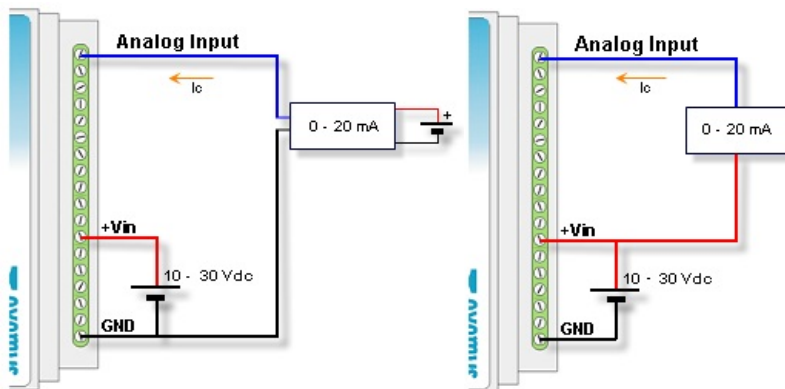 Analog Input
Ic
0 - 20 mA
+
+Vin
10 - 30 Vdc
GND
Analog Input
Ic
0 - 20 mA
+Vin
10 - 30 Vdc
GND